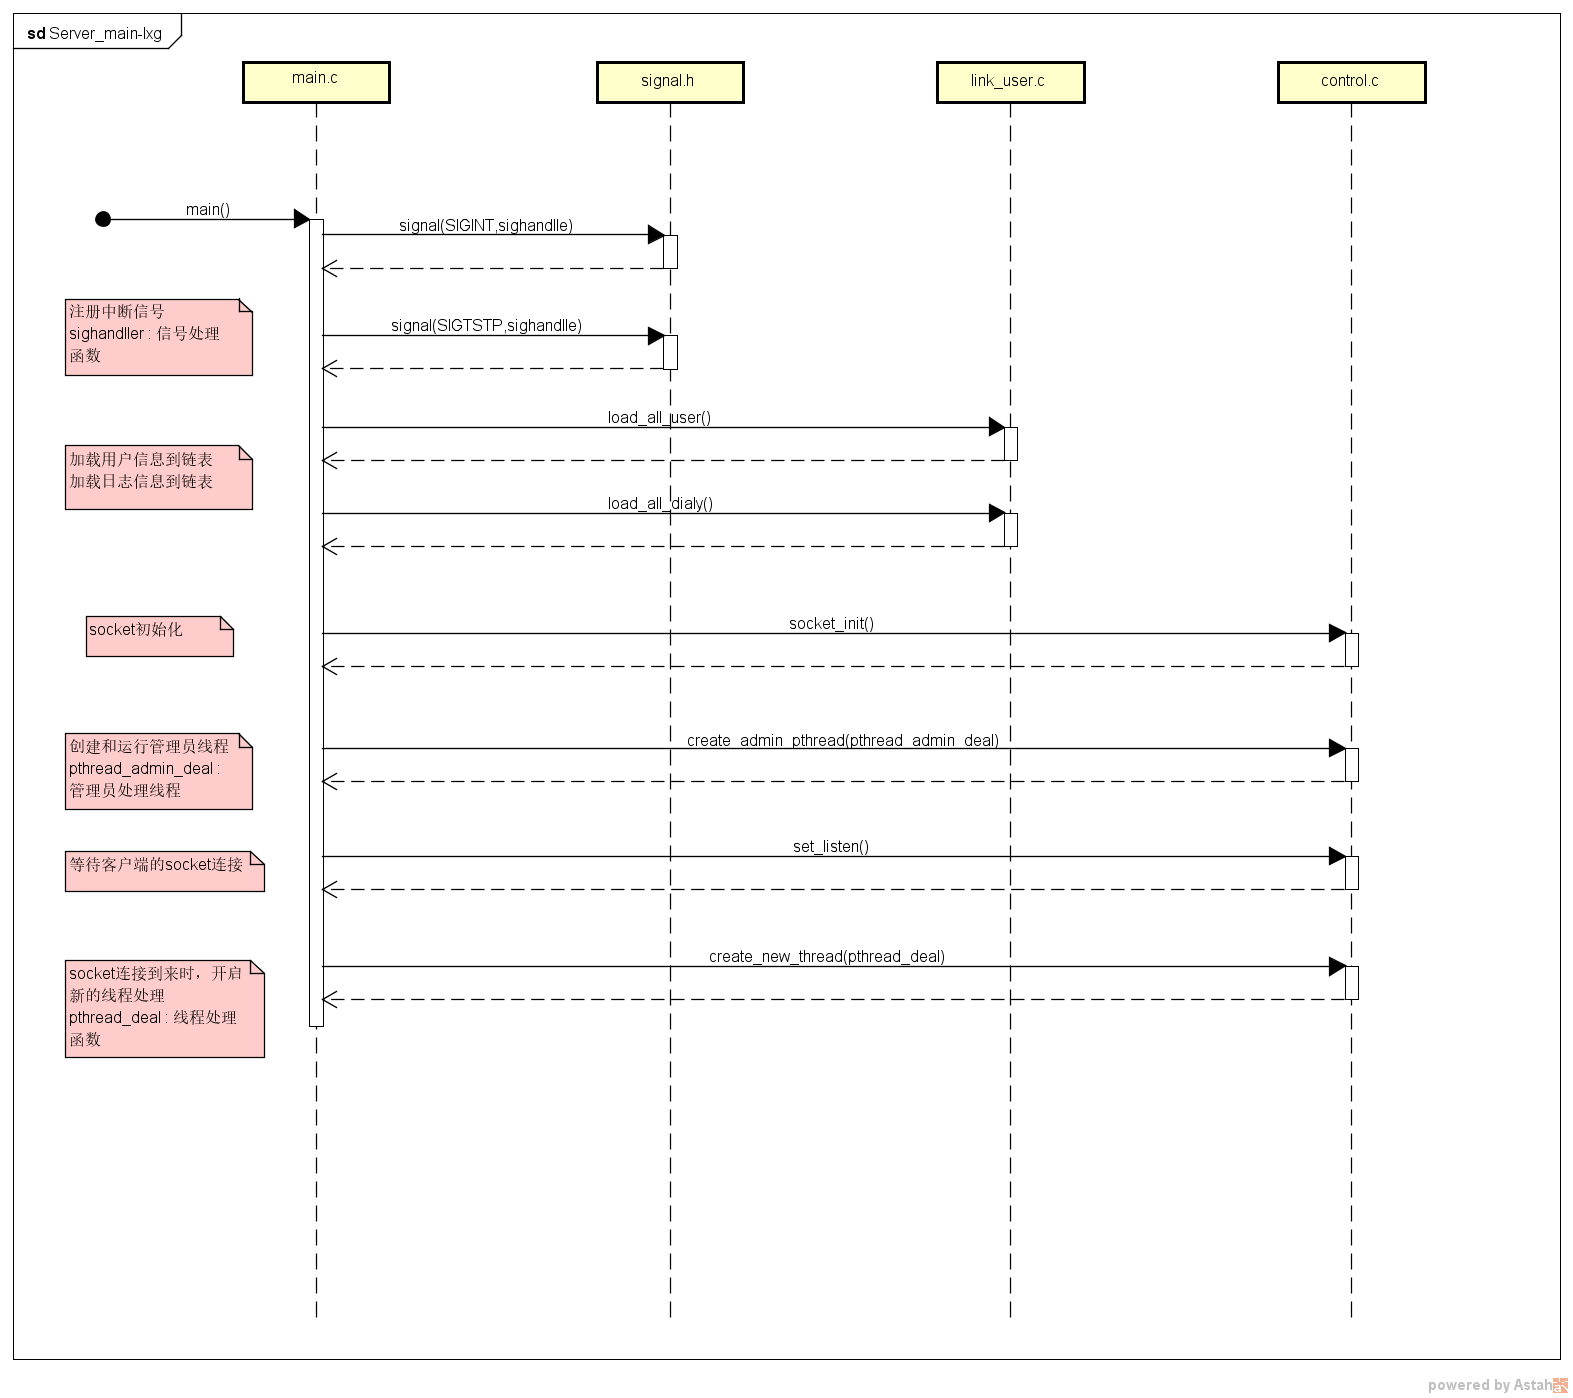 sd Server_main-lxg
main.c
signal.h
link_user.c
control.c
main()
signal(SIGINT,sighandlle)
注册中断信号
sighandller : 信号处理
函数
signal(SIGTSTP,sighandlle)
load_all_user()
加载用户信息到链表
加载日志信息到链表
load_all_dialy()
socket初始化
socket_init()
创建和运行管理员线程
pthread_admin_deal :
管理员处理线程
create_admin_pthread(pthread_admin_deal)
等待客户端的socket连接
set_listen()
socket连接到来时，开启
新的线程处理
pthread_deal : 线程处理
函数
create_new_thread(pthread_deal)
powered by Astah